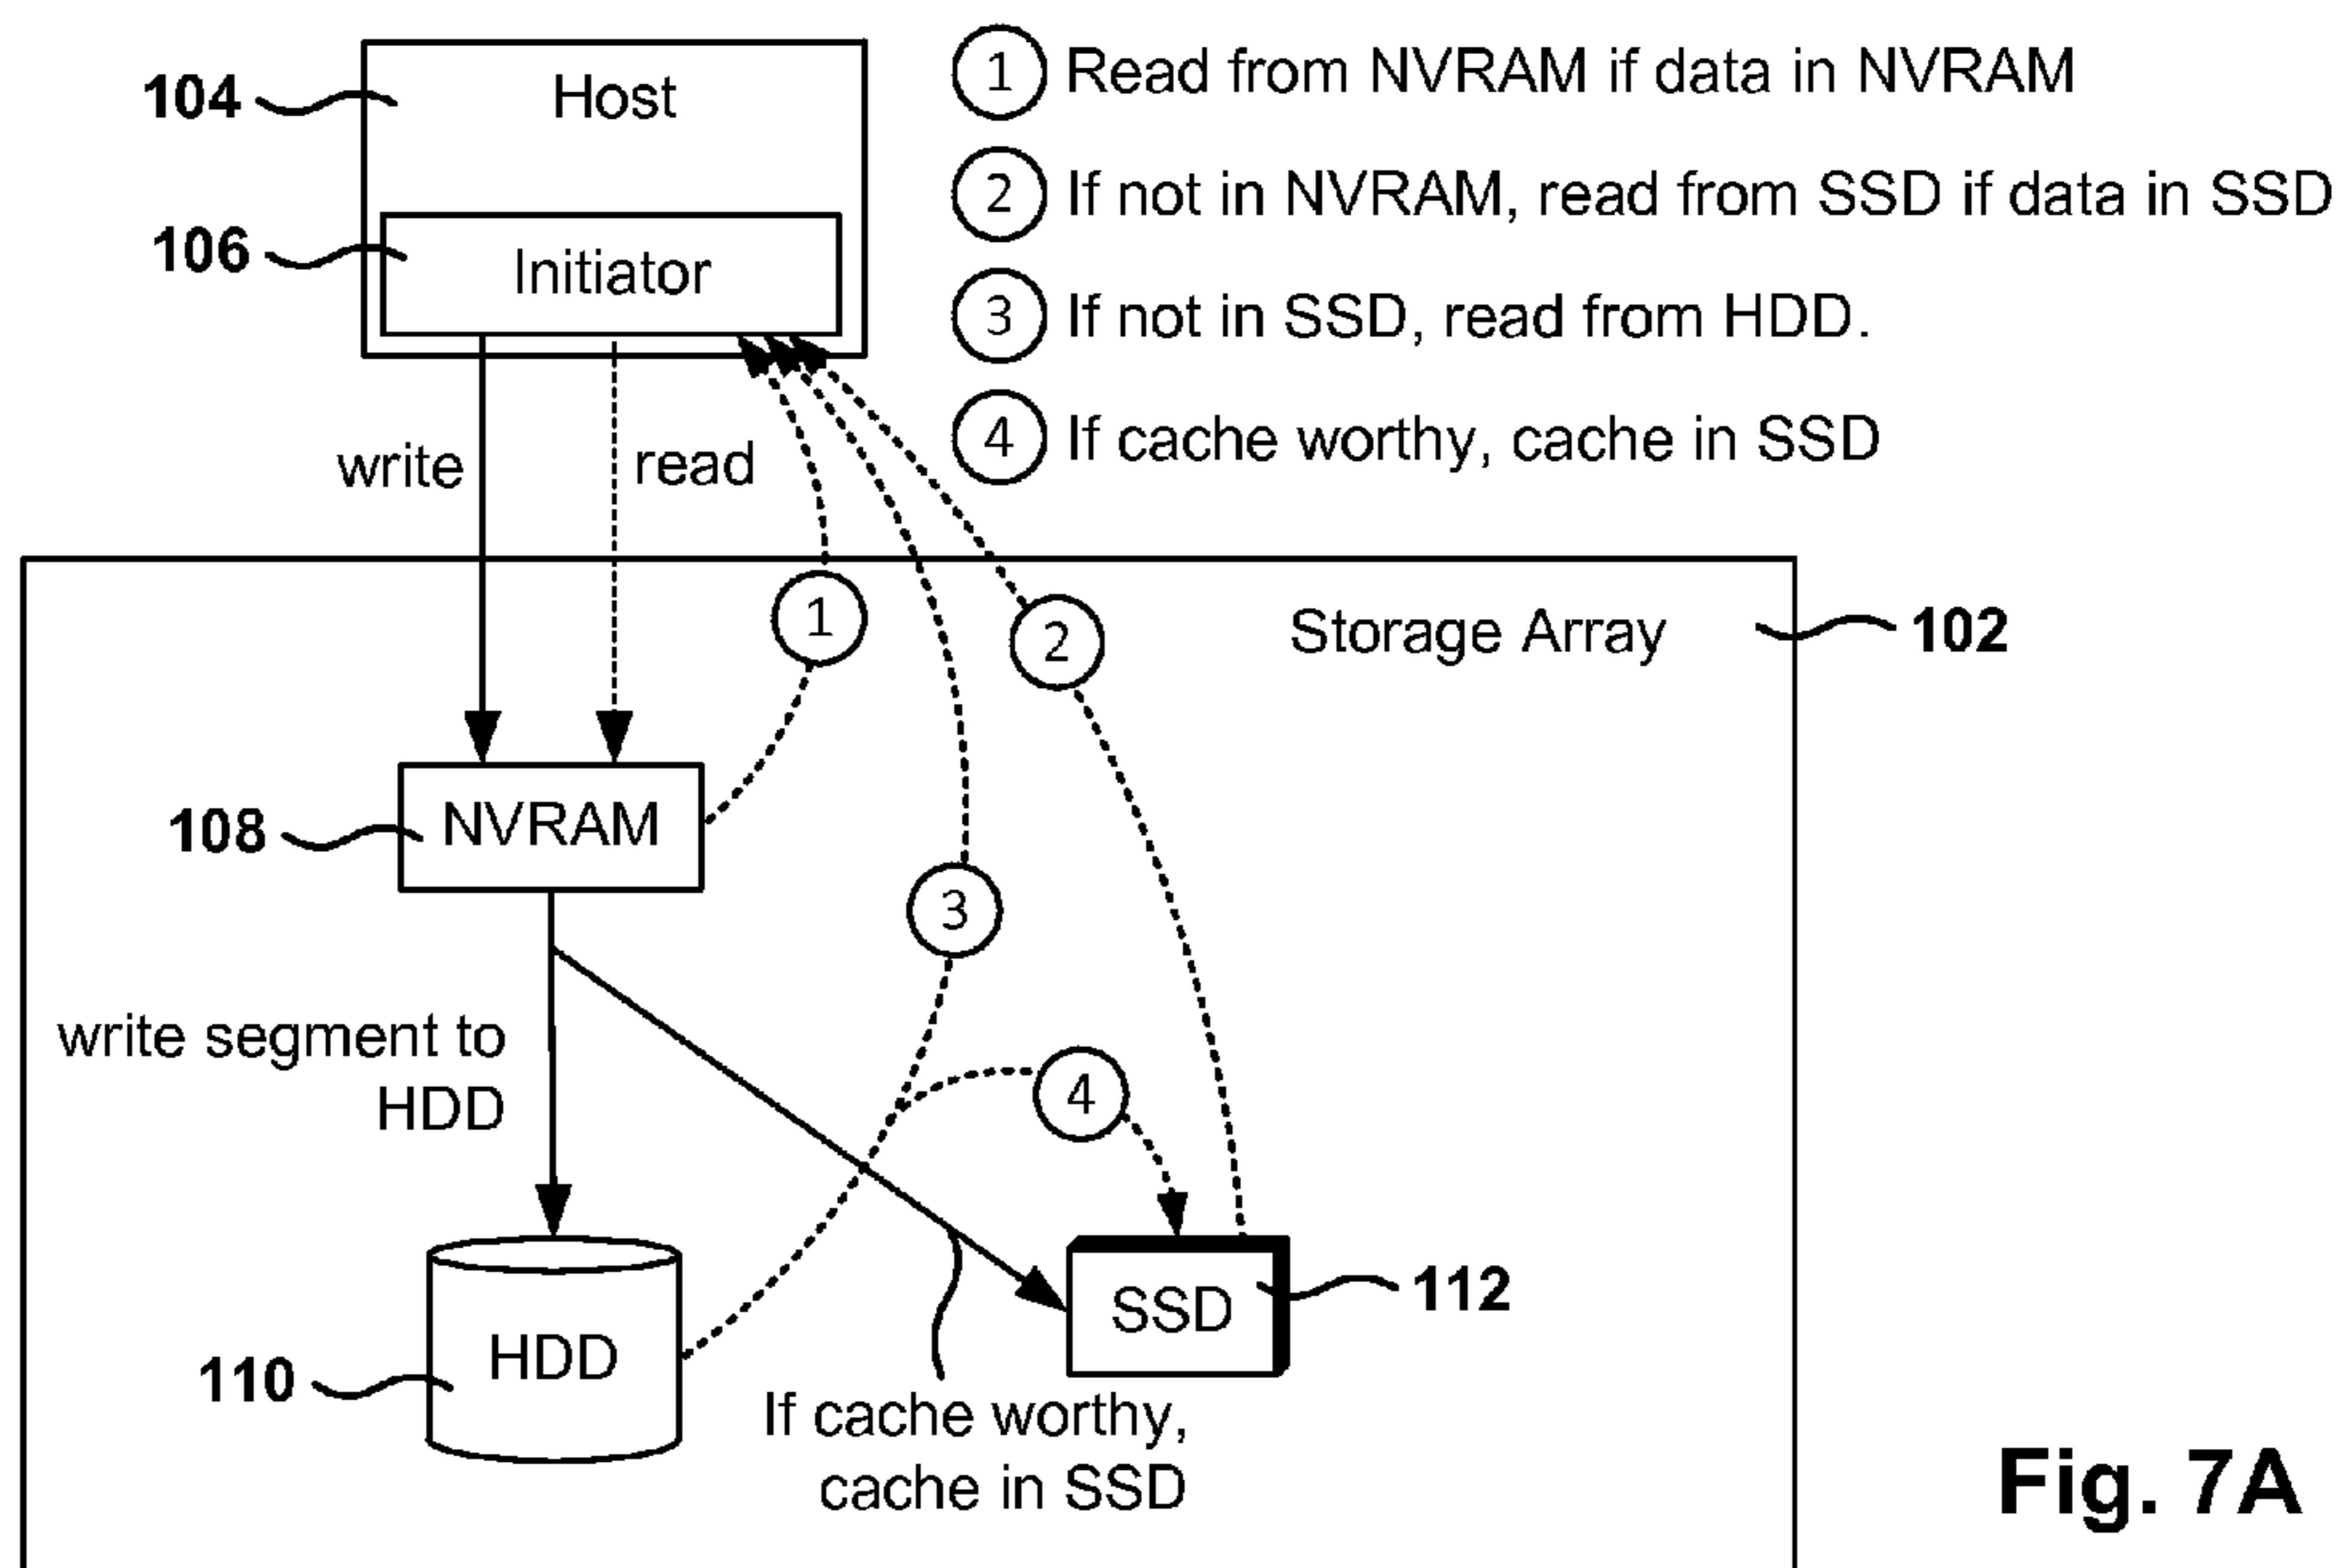 104
Host
106
Initiator
1 Read from NVRAM if data in NVRAM
2 If not in NVRAM, read from SSD if data in SSD
3 If not in SSD, read from HDD.
4 If cache worthy, cache in SSD
write
read
1
2
Storage Array
102
108
NVRAM
3
write segment to
HDD
4
110
HDD
SSD
112
If cache worthy,
cache in SSD
Fig. 7A